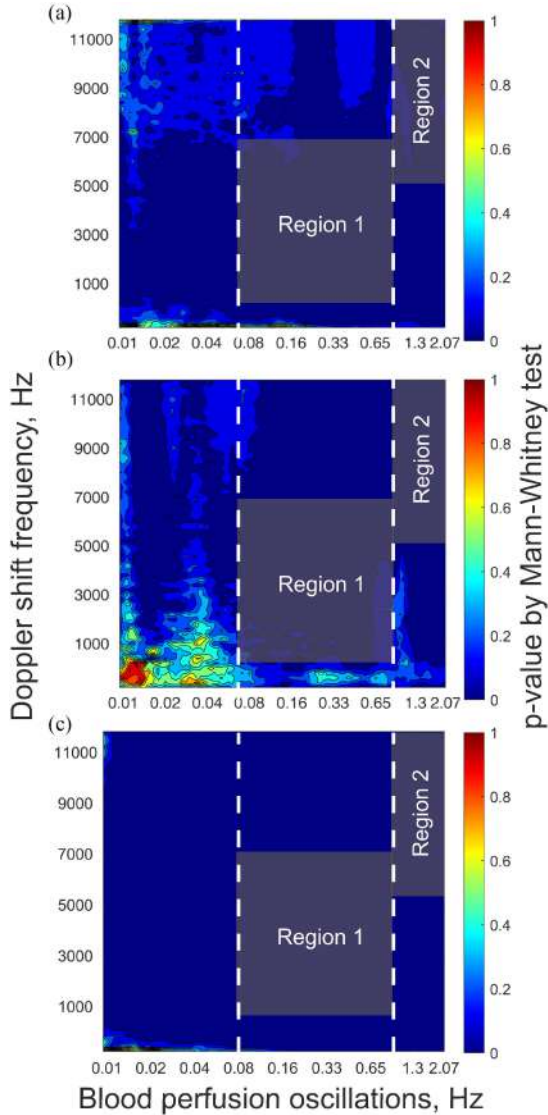 (a)
11000
9000
7000
5000
3000
1000
0.01 0.02 0.04 0.08 0.16 0.33 0.65 1.3 2.07
Region 1
Region 2
1
0.8
0.6
0.4
0.2
0
(b)
11000
9000
7000
5000
3000
1000
0.01 0.02 0.04 0.08 0.16 0.33 0.65 1.3 2.07
Region 1
Region 2
1
0.8
0.6
0.4
0.2
0
(c)
11000
9000
7000
5000
3000
1000
0.01 0.02 0.04 0.08 0.16 0.33 0.65 1.3 2.07
Region 1
Region 2
1
0.8
0.6
0.4
0.2
0
Doppler shift frequency, Hz
p-value by Mann-Whitney test
Blood perfusion oscillations, Hz